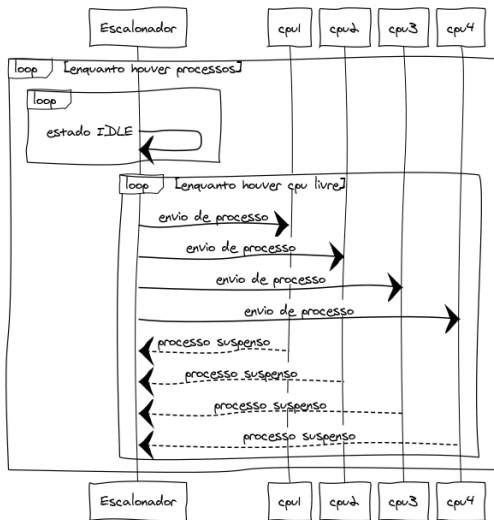 Escalonador cpu1 cpu2 cpu3 cpu4
loop [enquanto houver processos]
loop
estado IDLE
loop [enquanto houver cpu livre]
envio de processo
envio de processo
envio de processo
envio de processo
processo suspenso
processo suspenso
processo suspenso
processo suspenso
Escalonador cpu1 cpu2 cpu3 cpu4